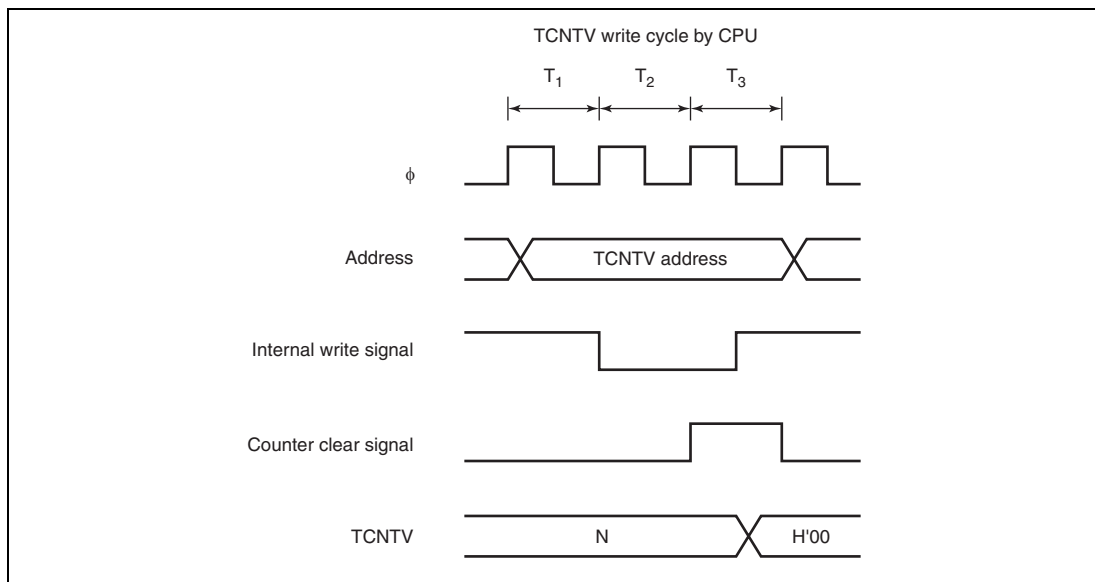 TCNTV write cycle by CPU
T1 T2 T3
ϕ
Address TCNTV address
Internal write signal
Counter clear signal
TCNTV N H'00